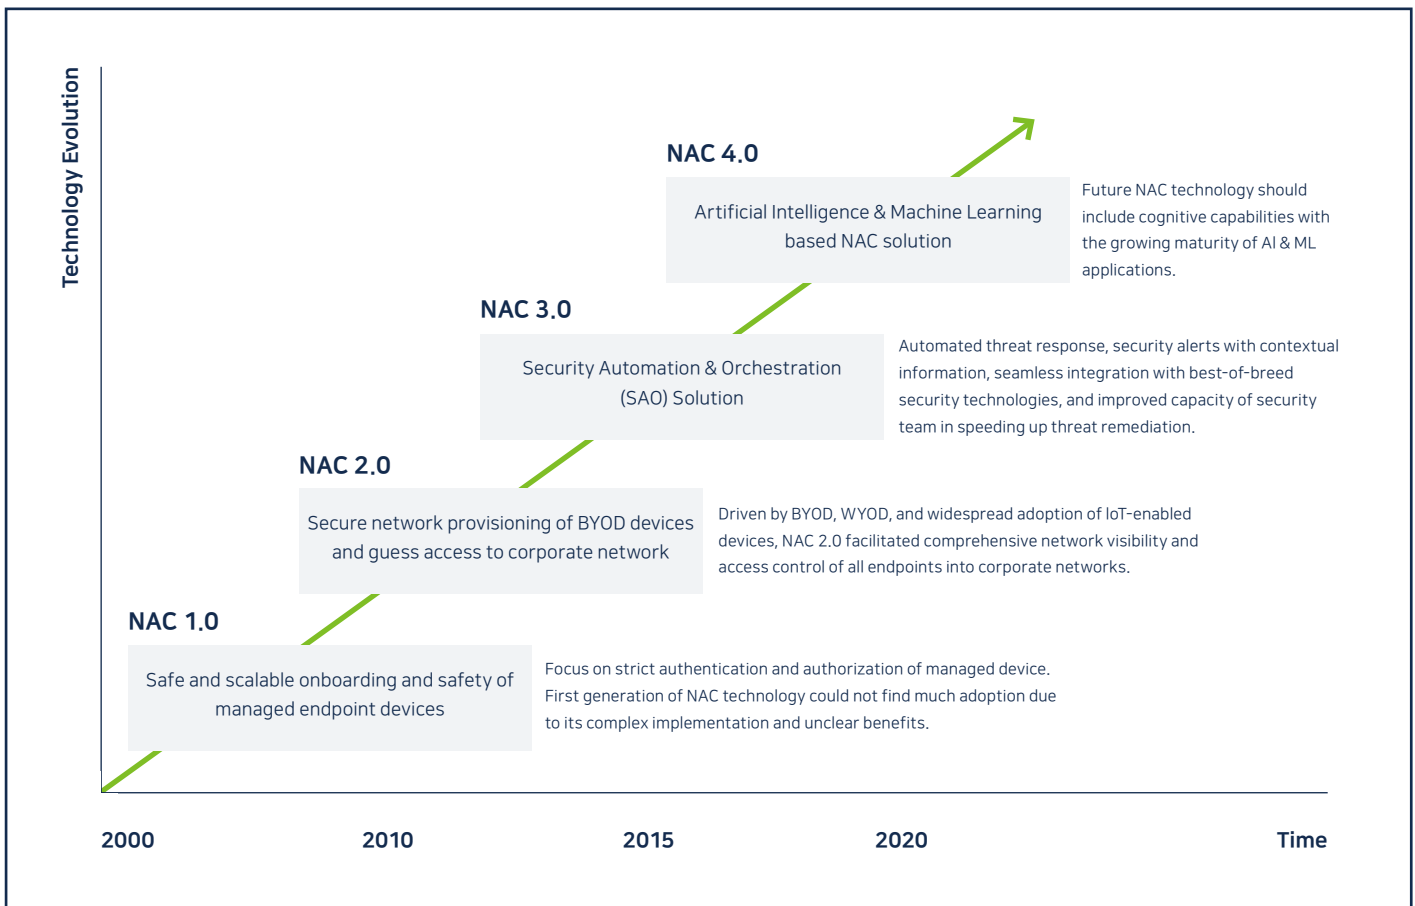 Technology Evolution
NAC 4.0
Artificial Intelligence & Machine Learning
based NAC solution
Future NAC technology should
include cognitive capabilities with
the growing maturity of AI & ML
applications.
NAC 3.0
Security Automation & Orchestration
(SAO) Solution
Automated threat response, security alerts with contextual
information, seamless integration with best-of-breed
security technologies, and improved capacity of security
team in speeding up threat remediation.
NAC 2.0
Secure network provisioning of BYOD devices
and guess access to corporate network
Driven by BYOD, WYOD, and widespread adoption of IoT-enabled
devices, NAC 2.0 facilitated comprehensive network visibility and
access control of all endpoints into corporate networks.
NAC 1.0
Safe and scalable onboarding and safety of
managed endpoint devices
Focus on strict authentication and authorization of managed device.
First generation of NAC technology could not find much adoption due
to its complex implementation and unclear benefits.
2000 2010 2015 2020 Time